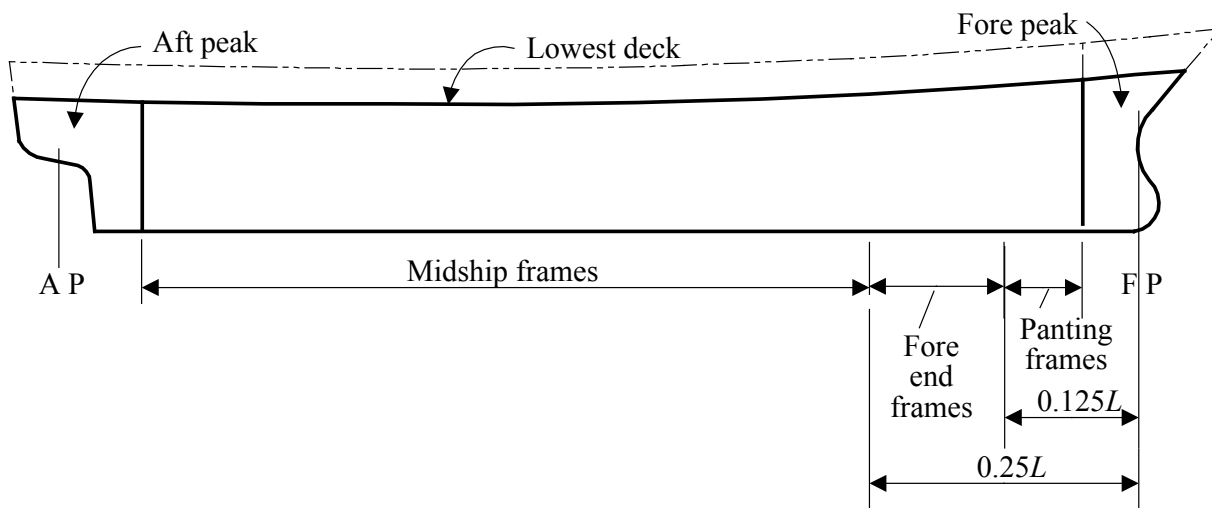 Aft peak
Lowest deck
Fore peak
A P
Midship frames
F P
Fore
end
frames
Panting
frames
0.125L
0.25L